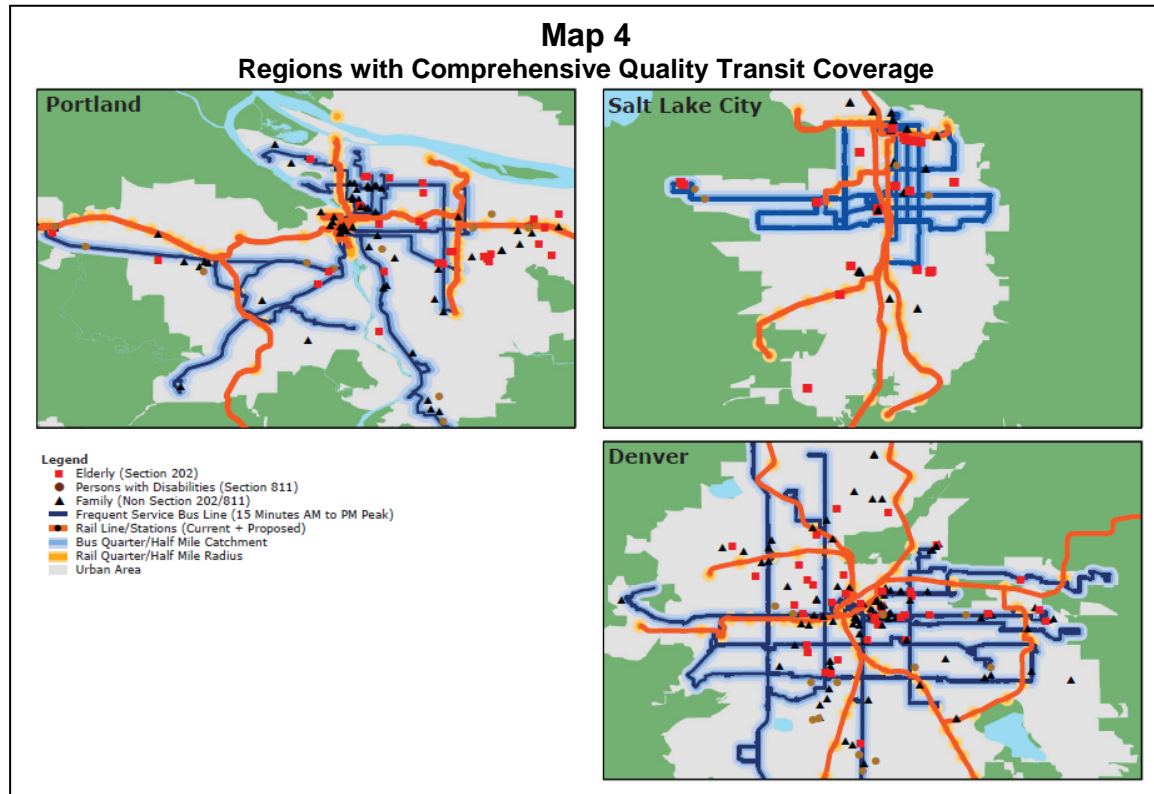 Map 4
Regions with Comprehensive Quality Transit Coverage
Portland
Salt Lake City
Legend
Elderly (Section 202)
Persons with Disabilities (Section 811)
Family (Non Section 202/811)
Frequent Service Bus Line (15 Minutes AM to PM Peak)
Rail Line/Stations (Current + Proposed)
Bus Quarter/Half Mile Catchment
Rail Quarter/Half Mile Radius
Urban Area
Denver